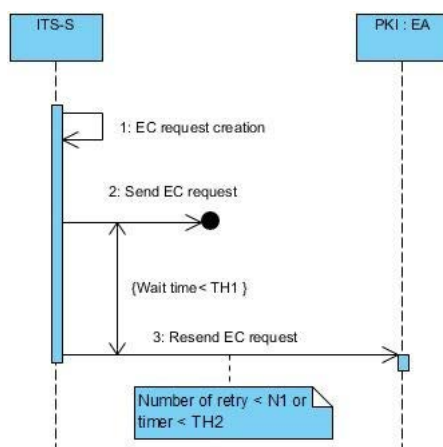 ITS-S
PKI : EA
1: EC request creation
2: Send EC request
{Wait time< TH1 }
3: Resend EC request
Number of retry < N1 or
timer < TH2